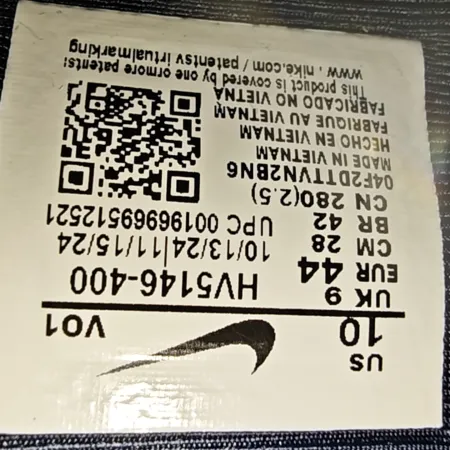 US
10 VO1
UK 9 HV5146-400
EUR 44
CM 28 10/13/24|11/15/24
BR 42 UPC 00196969512521
CN 280(2.5)
04F2DTTVN2BN6
MADE IN VIETNAM
HECHO EN VIETNAM
FABRIQUE AU VIETNAM
FABRICADO NO VIETNA
This product is covered by one ormore patents:
www . nike.com / patentsv irtualmarking